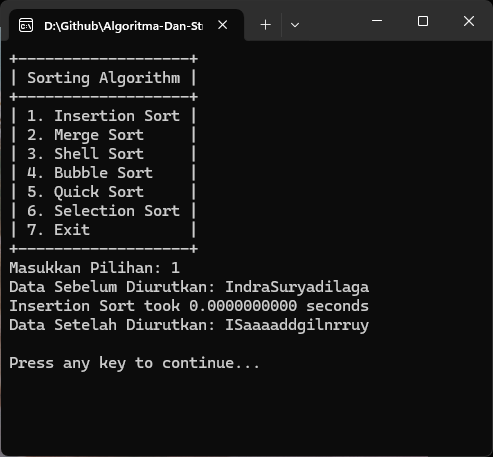 D:\Github\Algoritma-Dan-St
+-------------------+
| Sorting Algorithm |
+-------------------+
| 1. Insertion Sort |
| 2. Merge Sort     |
| 3. Shell Sort     |
| 4. Bubble Sort    |
| 5. Quick Sort     |
| 6. Selection Sort |
| 7. Exit           |
+-------------------+
Masukkan Pilihan: 1
Data Sebelum Diurutkan: IndraSuryadilaga
Insertion Sort took 0.0000000000 seconds
Data Setelah Diurutkan: ISaaaaddgilnrruy
Press any key to continue...